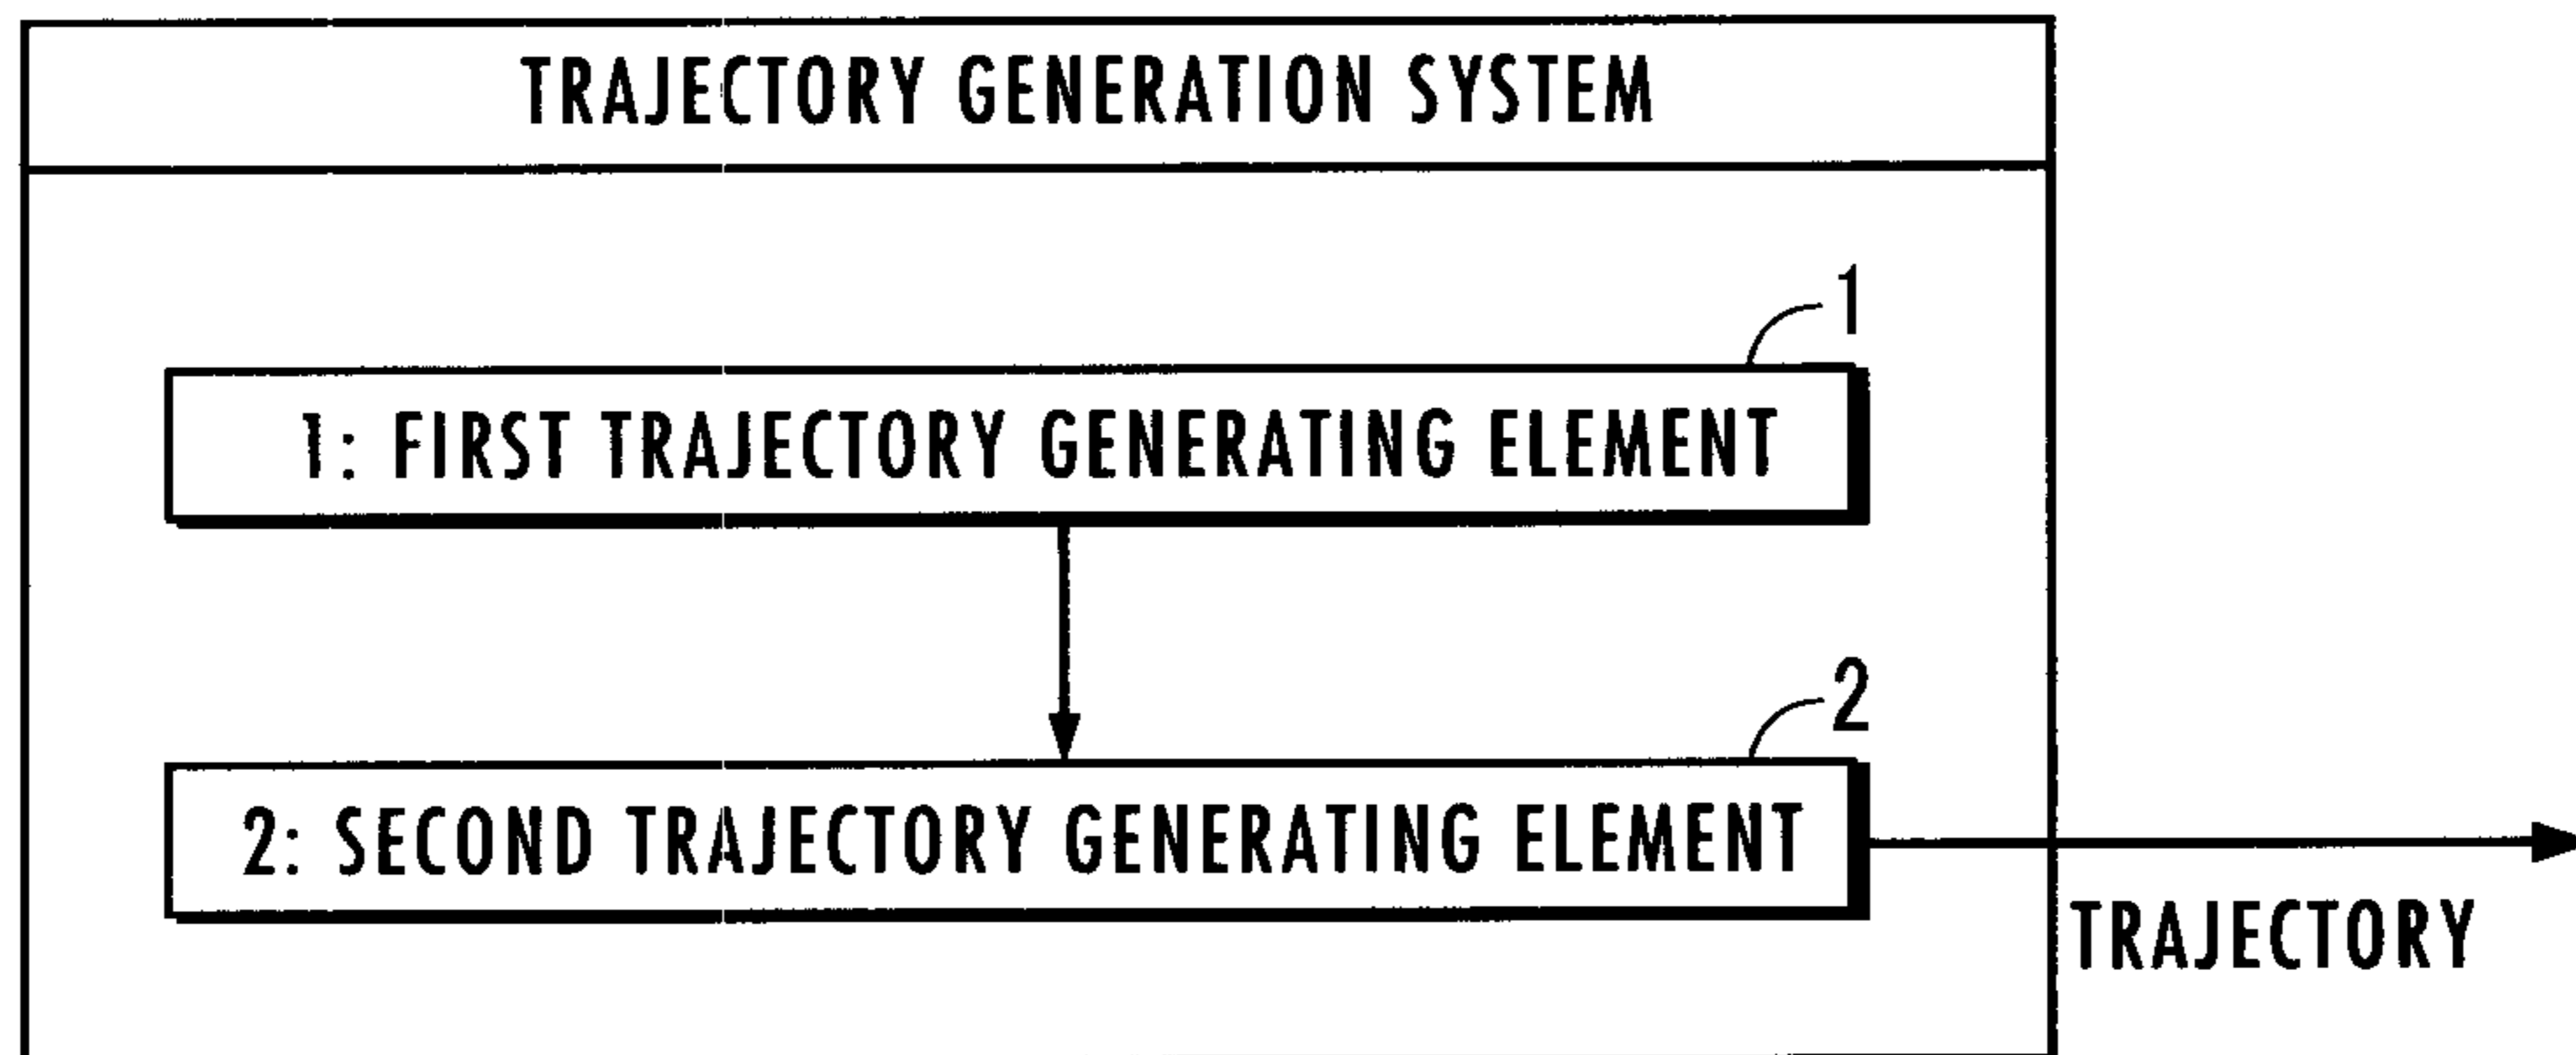 TRAJECTORY GENERATION SYSTEM
1
1: FIRST TRAJECTORY GENERATING ELEMENT
2
2: SECOND TRAJECTORY GENERATING ELEMENT
TRAJECTORY